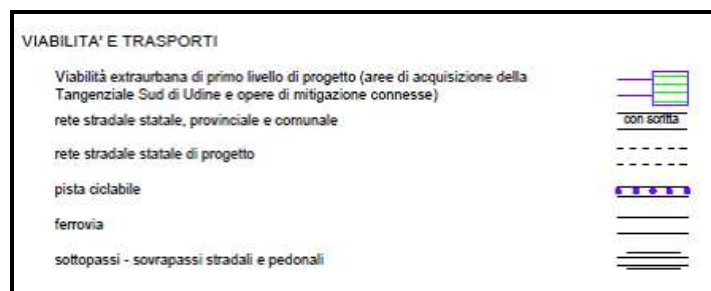 VIABILITA' E TRASPORTI
Viabilità extraurbana di primo livello di progetto (aree di acquisizione della
Tangenziale Sud di Udine e opere di mitigazione connesse)
rete stradale statale, provinciale e comunale
con scritta
rete stradale statale di progetto
pista ciclabile
ferrovia
sottopassi - sovrapassi stradali e pedonali